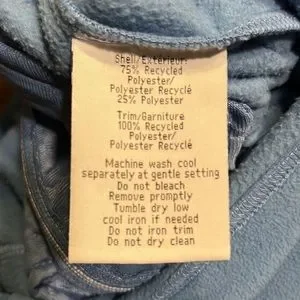 Shell/Extérieur:
75% Recycled
Polyester/
Polyester Recyclé
25% Polyester
Trim/Garniture
100% Recycled
Polyester/
Polyester Recyclé
Machine wash cool
separately at gentle setting
Do not bleach
Remove promptly
Tumble dry low
cool iron if needed
Do not iron trim
Do not dry clean